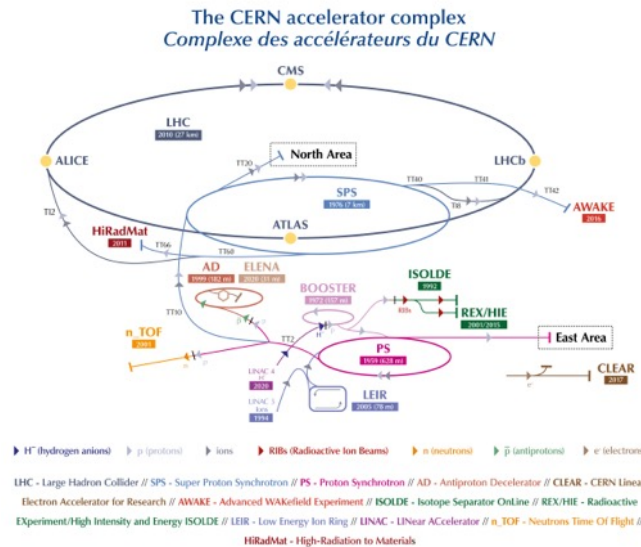 The CERN accelerator complex
Complexe des accélérateurs du CERN
CMS
LHC
2010 (27 km)
ALICE
TT20
North Area
LHCb
SPS
1976 (7 km)
TT40
TT41
TI8
TT42
AWAKE
2016
TI2
HiRadMat
2011
TT66
ATLAS
TT60
AD
1999 (182 m)
ELENA
2020 (31 m)
TT10
BOOSTER
1972 (157 m)
ISOLDE
1992
RIBs
REX/HIE
2001/2015
p
p
TT2
H⁻
p
n_TOF
2001
n
p
PS
1959 (628 m)
East Area
LINAC 4
H⁻
2020
LINAC 3
Ions
1994
LEIR
2005 (78 m)
CLEAR
2017
e⁻
H⁻ (hydrogen anions)
p (protons)
ions
RIBs (Radioactive Ion Beams)
n (neutrons)
p̄ (antiprotons)
e⁻ (electrons
LHC - Large Hadron Collider // SPS - Super Proton Synchrotron // PS - Proton Synchrotron // AD - Antiproton Decelerator // CLEAR - CERN Linea
Electron Accelerator for Research // AWAKE - Advanced WAKefield Experiment // ISOLDE - Isotope Separator OnLine // REX/HIE - Radioactive
EXperiment/High Intensity and Energy ISOLDE // LEIR - Low Energy Ion Ring // LINAC - LINear ACcelerator // n_TOF - Neutrons Time Of Flight //
HiRadMat - High-Radiation to Materials